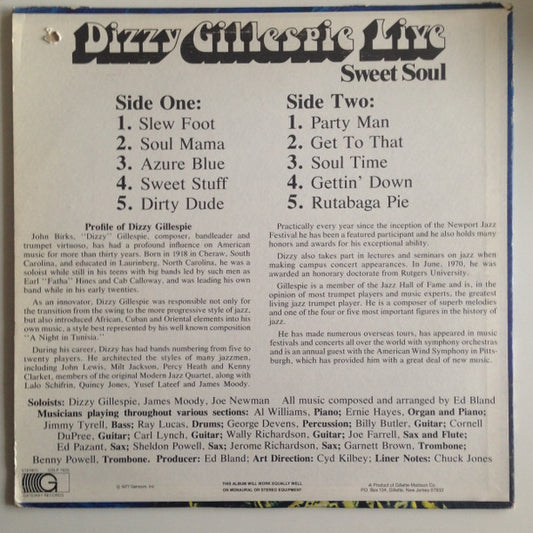 Dizzy Gillespie Live
Sweet Soul
Side One:
1. Slew Foot
2. Soul Mama
3. Azure Blue
4. Sweet Stuff
5. Dirty Dude
Side Two:
1. Party Man
2. Get To That
3. Soul Time
4. Gettin' Down
5. Rutabaga Pie
Profile of Dizzy Gillespie
John Birks, "Dizzy" Gillespie, composer, bandleader and
trumpet virtuoso, has had a profound influence on American
music for more than thirty years. Born in 1918 in Cheraw, South
Carolina, and educated in Laurinberg, North Carolina, he was a
soloist while still in his teens with big bands led by such men as
Earl "Fatha" Hines and Cab Calloway, and was leading his own
band while in his early twenties.
As an innovator, Dizzy Gillespie was responsible not only for
the transition from the swing to the more progressive style of jazz,
but also introduced African, Cuban and Oriental elements into his
own music, a style best represented by his well known composition
"A Night in Tunisia."
During his career, Dizzy has had bands numbering from five to
twenty players. He architected the styles of many jazzmen,
including John Lewis, Milt Jackson, Percy Heath and Kenny
Clarket, members of the original Modern Jazz Quartet, along with
Lalo Schifrin, Quincy Jones, Yusef Lateef and James Moody.
Practically every year since the inception of the Newport Jazz
Festival he has been a featured participant and he also holds many
honors and awards for his exceptional ability.
Dizzy also takes part in lectures and seminars on jazz when
making campus concert appearances. In June, 1970, he was
awarded an honorary doctorate from Rutgers University.
Gillespie is a member of the Jazz Hall of Fame and is, in the
opinion of most trumpet players and music experts, the greatest
living jazz trumpet player. He is a composer of superb melodies
and one of the four or five most important figures in the history of
jazz.
He has made numerous overseas tours, has appeared in music
festivals and concerts all over the world with symphony orchestras
and is an annual guest with the American Wind Symphony in Pitts-
burgh, which has provided him with a great deal of new music.
Soloists: Dizzy Gillespie, James Moody, Joe Newman All music composed and arranged by Ed Bland
Musicians playing throughout various sections: Al Williams, Piano; Ernie Hayes, Organ and Piano;
Jimmy Tyrell, Bass; Ray Lucas, Drums; George Devens, Percussion; Billy Butler, Guitar; Cornell
DuPree, Guitar; Carl Lynch, Guitar; Wally Richardson, Guitar; Joe Farrell, Sax and Flute;
Ed Pazant, Sax; Sheldon Powell, Sax; Jerome Richardson, Sax; Garnett Brown, Trombone;
Benny Powell, Trombone. Producer: Ed Bland; Art Direction: Cyd Kilbey; Liner Notes: Chuck Jones
STEREO
GATEWAY RECORDS
THIS ALBUM WILL WORK EQUALLY WELL
ON MONAURAL OR STEREO EQUIPMENT.
A Product of Gillette Madison Co.
P.O. Box 104, Gillette, New Jersey 07933